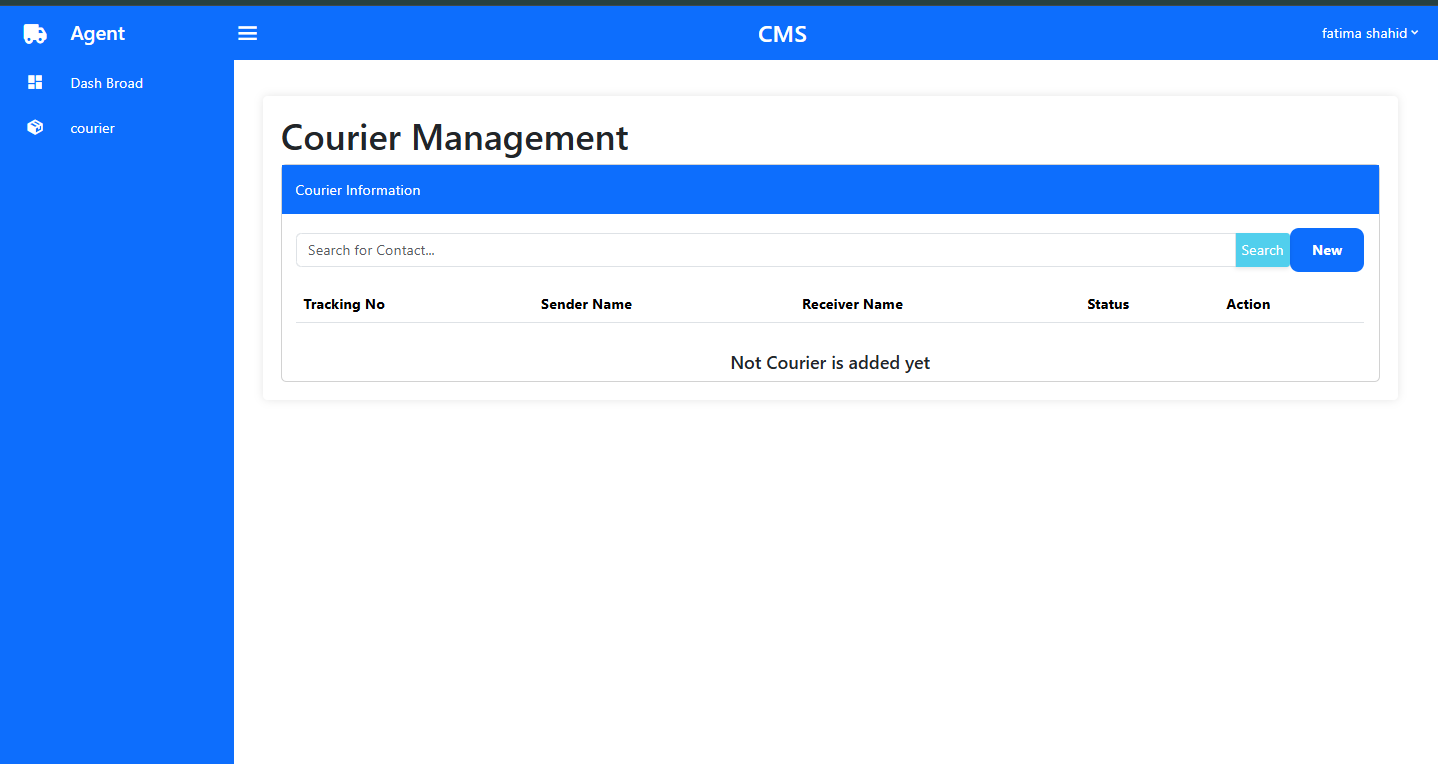 Agent
CMS
fatima shahid
Dash Broad
courier
Courier Management
Courier Information
Search for Contact...
Search
New
Tracking No Sender Name Receiver Name Status Action
Not Courier is added yet